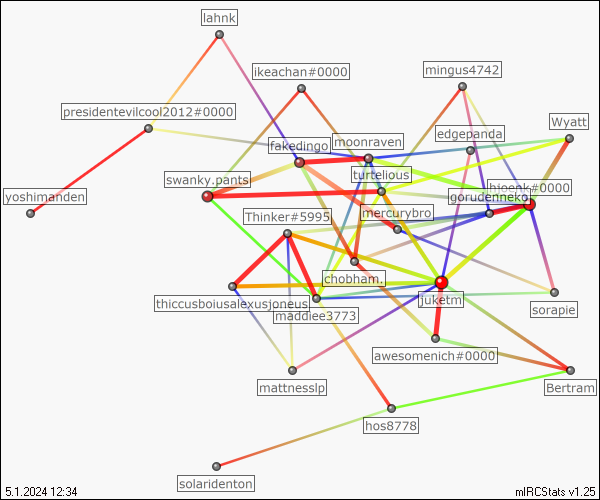 lahnk
ikeachan#0000
mingus4742
presidentevilcool2012#0000
Wyatt
edgepanda
moonraven
fakedingo
turtelious
swanky.pants
hjeenk#0000
yoshimanden
gorudenneko.
Thinker#5995
mercurybro
chobham.
thiccusboiusalexusjoneus
juketm
sorapie
maddiee3773
awesomenich#0000
mattnesslp
Bertram
hos8778
solaridenton
5.1.2024 12:34
mIRCStats v1.25